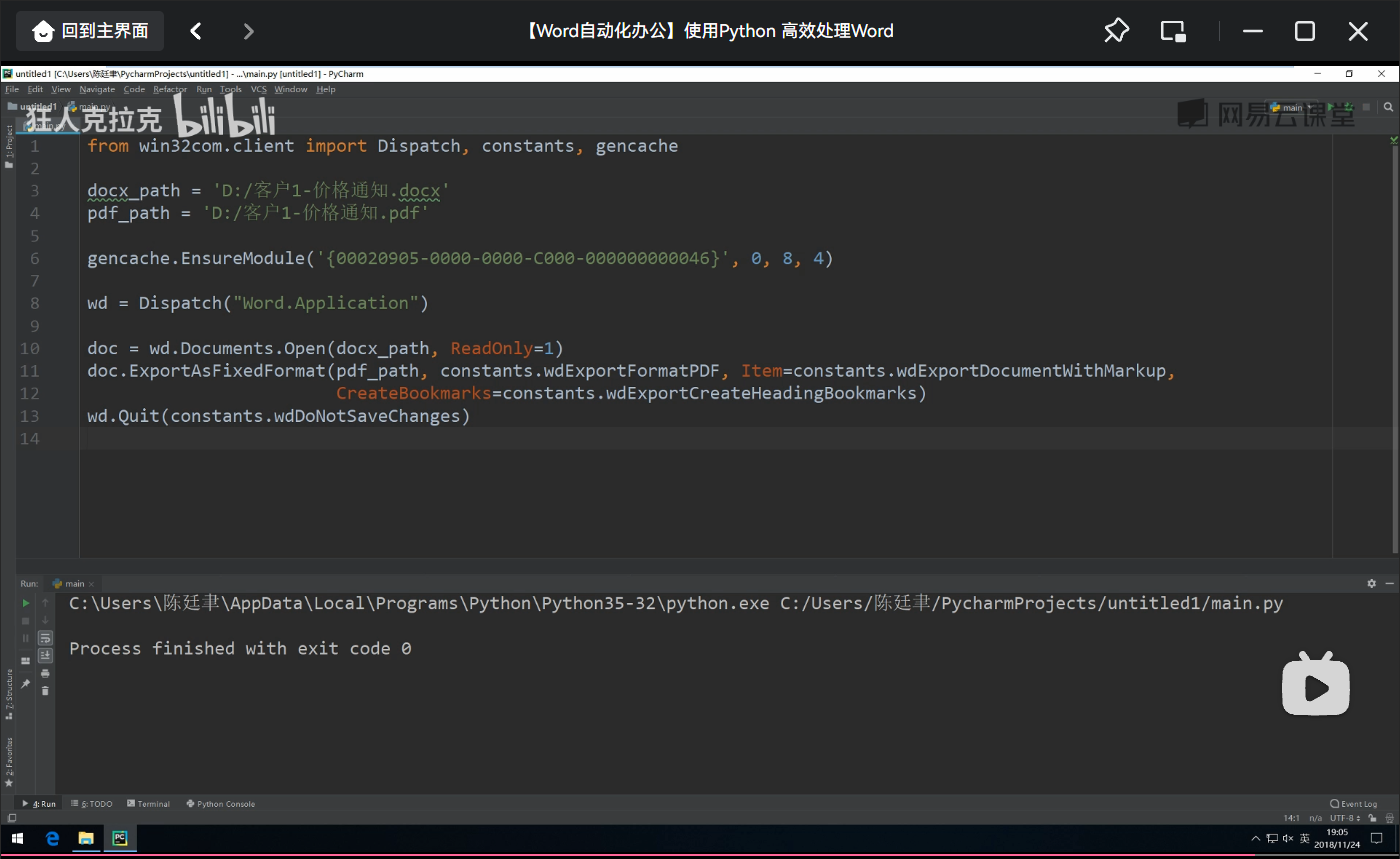 回到主界面
【Word自动化办公】使用Python 高效处理Word
untitled1 [C:\Users\陈廷聿\PycharmProjects\untitled1] - ...\main.py [untitled1] - PyCharm
File Edit View Navigate Code Refactor Run Tools VCS Window Help
untitled1 main.py
main
狂人克拉克 bilibili
网易云课堂
1: Project
1 from win32com.client import Dispatch, constants, gencache
2
3 docx_path = 'D:/客户1-价格通知.docx'
4 pdf_path = 'D:/客户1-价格通知.pdf'
5
6 gencache.EnsureModule('{00020905-0000-0000-C000-000000000046}', 0, 8, 4)
7
8 wd = Dispatch("Word.Application")
9
10 doc = wd.Documents.Open(docx_path, ReadOnly=1)
11 doc.ExportAsFixedFormat(pdf_path, constants.wdExportFormatPDF, Item=constants.wdExportDocumentWithMarkup,
12 CreateBookmarks=constants.wdExportCreateHeadingBookmarks)
13 wd.Quit(constants.wdDoNotSaveChanges)
14
Run: main
C:\Users\陈廷聿\AppData\Local\Programs\Python\Python35-32\python.exe C:/Users/陈廷聿/PycharmProjects/untitled1/main.py
Process finished with exit code 0
7: Structure
2: Favorites
4: Run 6: TODO Terminal Python Console
Event Log
14:1 n/a UTF-8
PC
英
19:05
2018/11/24